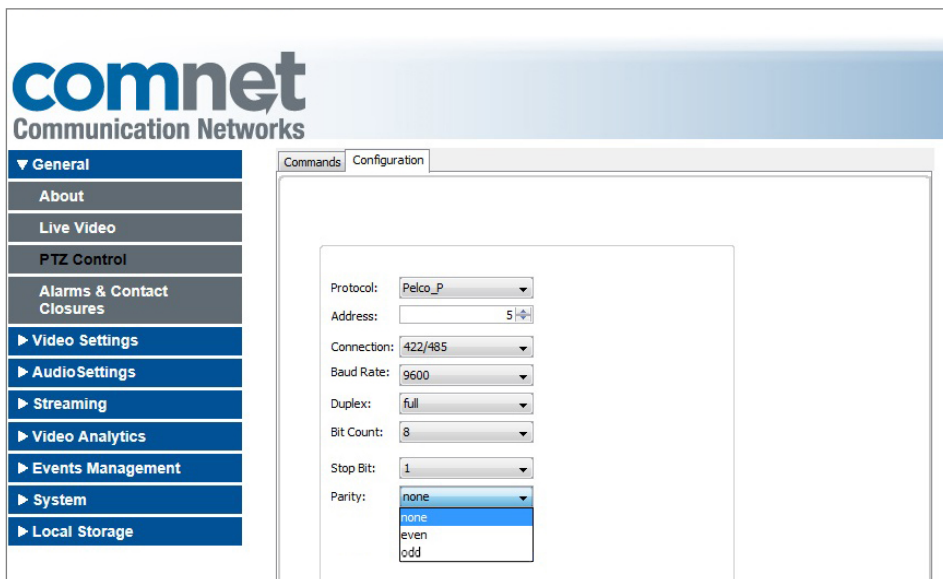 comnet
Communication Networks
▼ General
About
Live Video
PTZ Control
Alarms & Contact
Closures
▶ Video Settings
▶ AudioSettings
▶ Streaming
▶ Video Analytics
▶ Events Management
▶ System
▶ Local Storage
Commands Configuration
Protocol: Pelco_P
Address: 5
Connection: 422/485
Baud Rate: 9600
Duplex: full
Bit Count: 8
Stop Bit: 1
Parity: none
none
even
odd